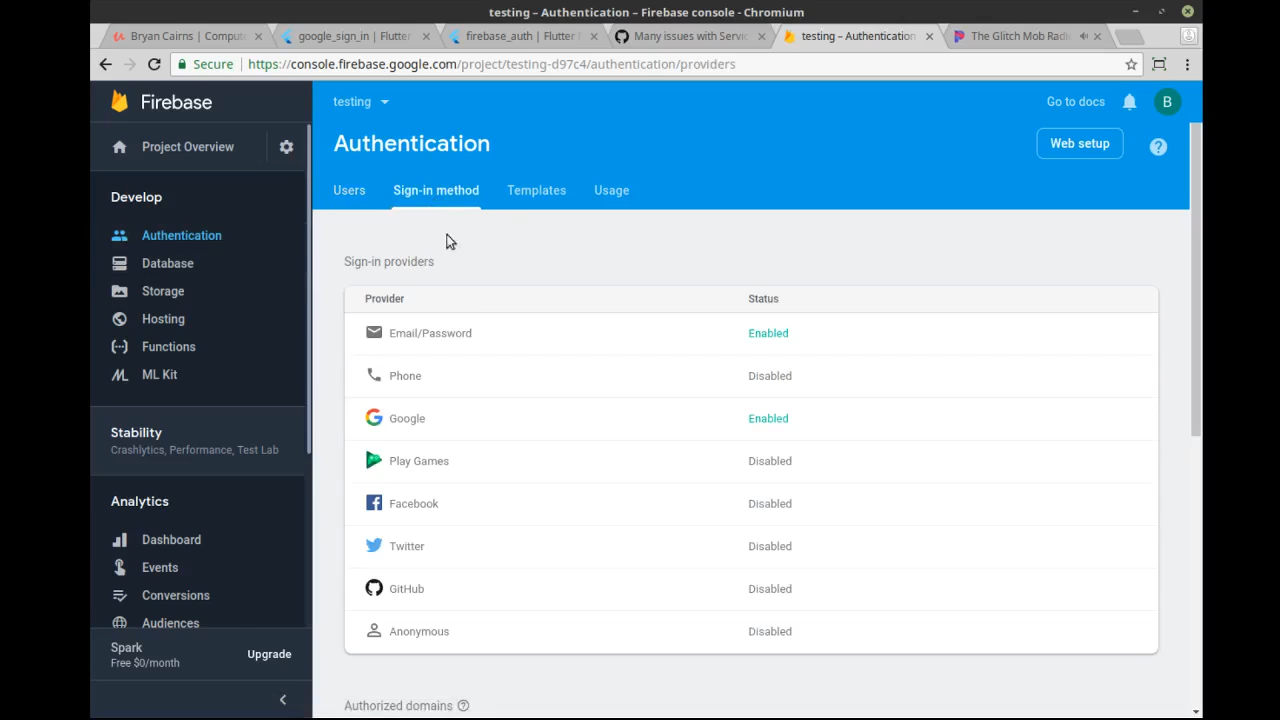 testing – Authentication – Firebase console - Chromium
Bryan Cairns | Comput
google_sign_in | Flutter
firebase_auth | Flutter
Many issues with Servic
testing – Authentication
The Glitch Mob Radi
Secure
https://console.firebase.google.com/project/testing-d97c4/authentication/providers
Firebase
Project Overview
Develop
Authentication
Database
Storage
Hosting
Functions
ML Kit
Stability
Crashlytics, Performance, Test Lab
Analytics
Dashboard
Events
Conversions
Audiences
Spark
Free $0/month
Upgrade
testing
Go to docs
B
Authentication
Web setup
Users
Sign-in method
Templates
Usage
Sign-in providers
Provider Status
Email/Password Enabled
Phone Disabled
Google Enabled
Play Games Disabled
Facebook Disabled
Twitter Disabled
GitHub Disabled
Anonymous Disabled
Authorized domains